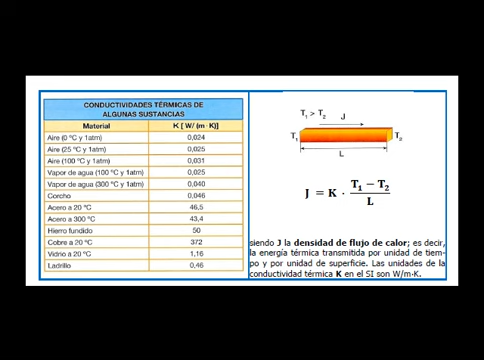 CONDUCTIVIDADES TÉRMICAS DE
ALGUNAS SUSTANCIAS
Material K [ W/ (m·K)]
Aire (0 ºC y 1atm) 0,024
Aire (25 ºC y 1atm) 0,025
Aire (100 ºC y 1atm) 0,031
Vapor de agua (100 ºC y 1atm) 0,025
Vapor de agua (300 ºC y 1atm) 0,040
Corcho 0,046
Acero a 20 ºC 46,5
Acero a 300 ºC 43,4
Hierro fundido 50
Cobre a 20 ºC 372
Vidrio a 20 ºC 1,16
Ladrillo 0,46
T1 > T2
J
T1 T2
L
J = K · (T1 − T2) / L
siendo J la densidad de flujo de calor; es decir,
la energía térmica transmitida por unidad de tiem-
po y por unidad de superficie. Las unidades de la
conductividad térmica K en el SI son W/m·K.